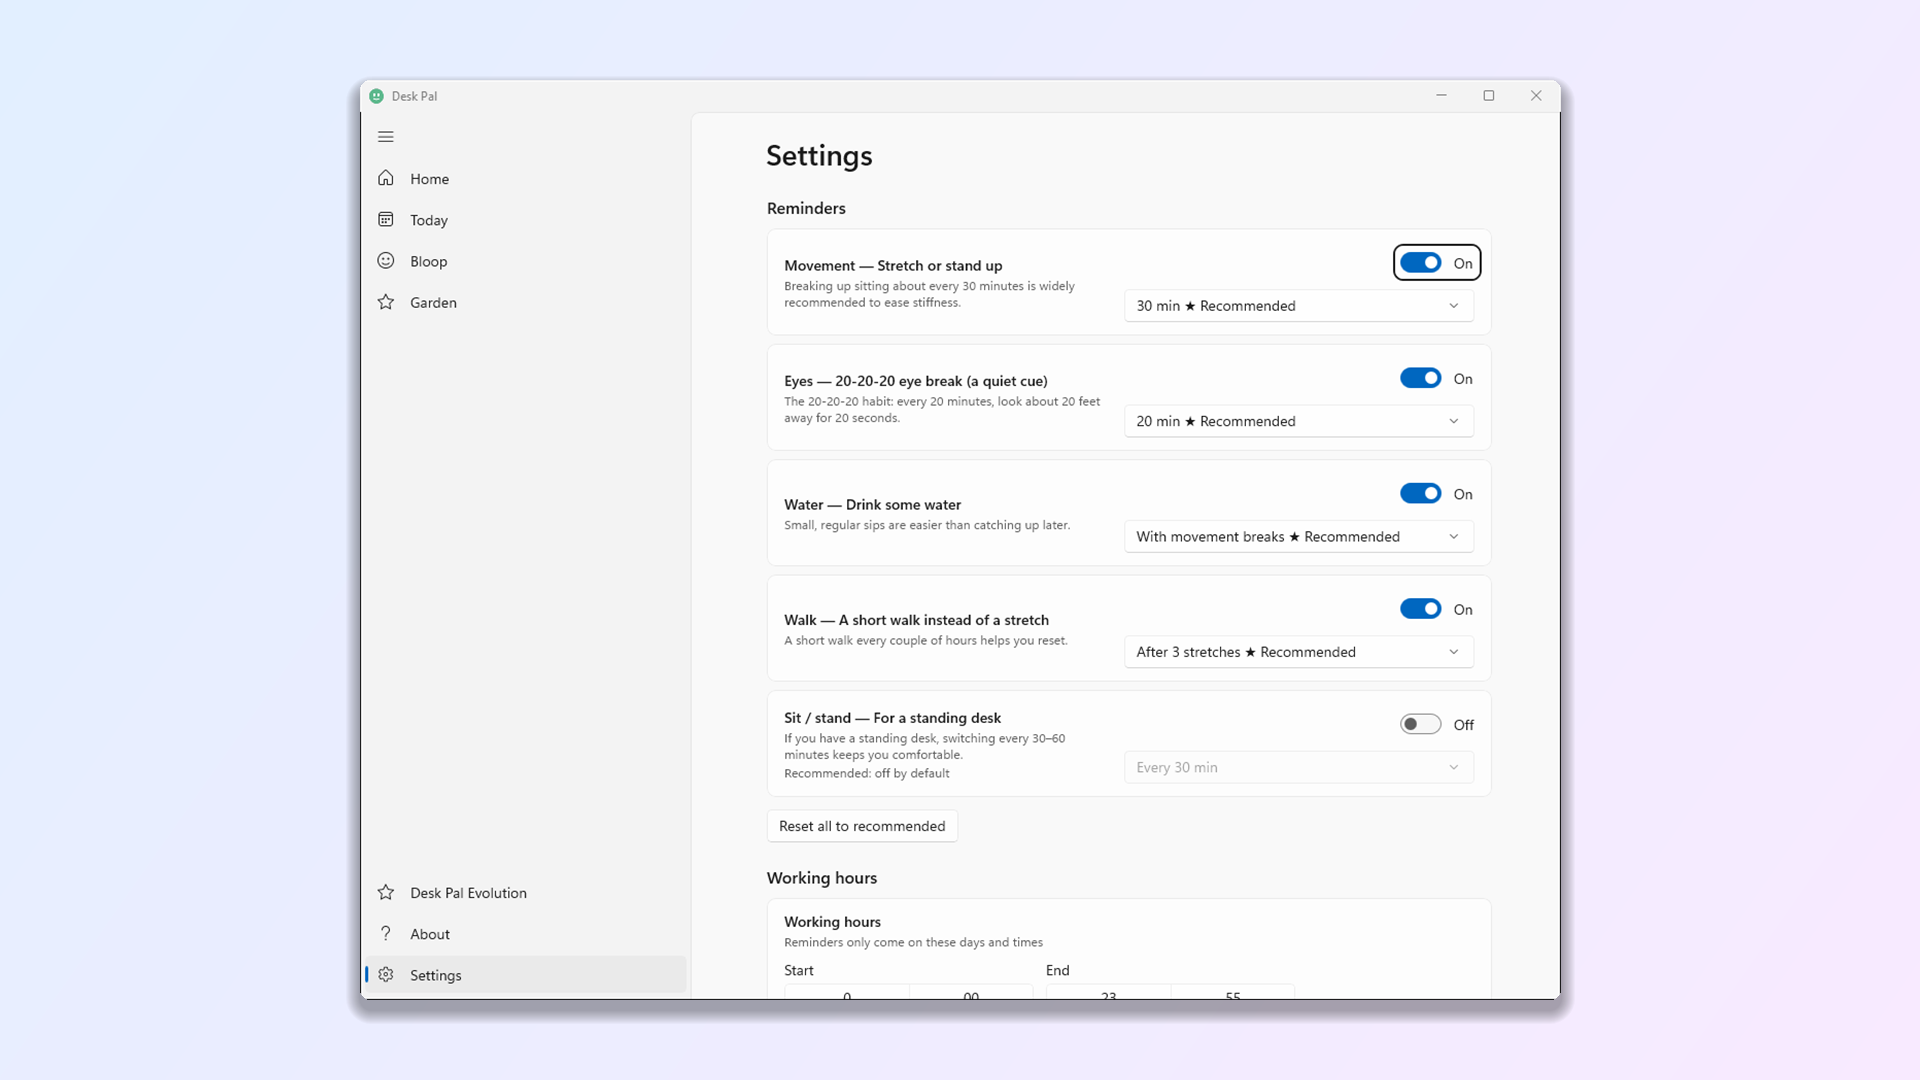 Desk Pal
Home
Today
Bloop
Garden
Desk Pal Evolution
About
Settings
Settings
Reminders
Movement — Stretch or stand up
Breaking up sitting about every 30 minutes is widely
recommended to ease stiffness.
On
30 min ★ Recommended
Eyes — 20-20-20 eye break (a quiet cue)
The 20-20-20 habit: every 20 minutes, look about 20 feet
away for 20 seconds.
On
20 min ★ Recommended
Water — Drink some water
Small, regular sips are easier than catching up later.
On
With movement breaks ★ Recommended
Walk — A short walk instead of a stretch
A short walk every couple of hours helps you reset.
On
After 3 stretches ★ Recommended
Sit / stand — For a standing desk
If you have a standing desk, switching every 30–60
minutes keeps you comfortable.
Recommended: off by default
Off
Every 30 min
Reset all to recommended
Working hours
Working hours
Reminders only come on these days and times
Start
End
0 00 23 55